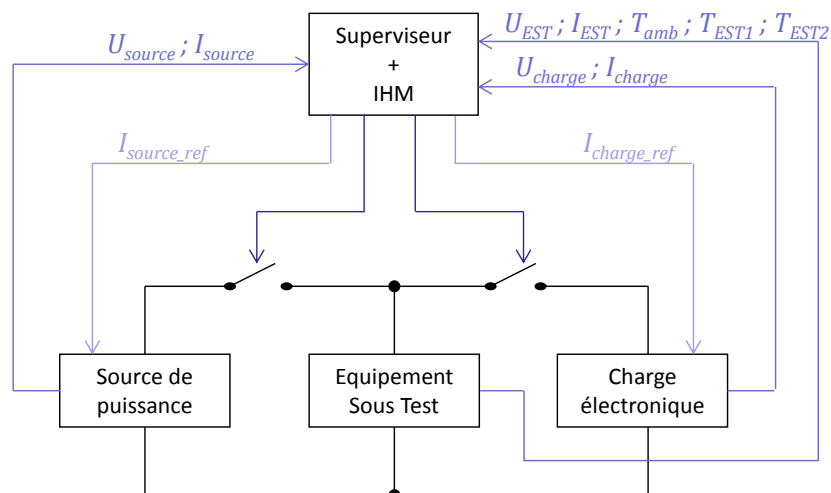 U_source ; I_source
Superviseur
+
IHM
U_EST ; I_EST ; T_amb ; T_EST1 ; T_EST2
U_charge ; I_charge
I_source_ref
I_charge_ref
Source de
puissance
Equipement
Sous Test
Charge
électronique